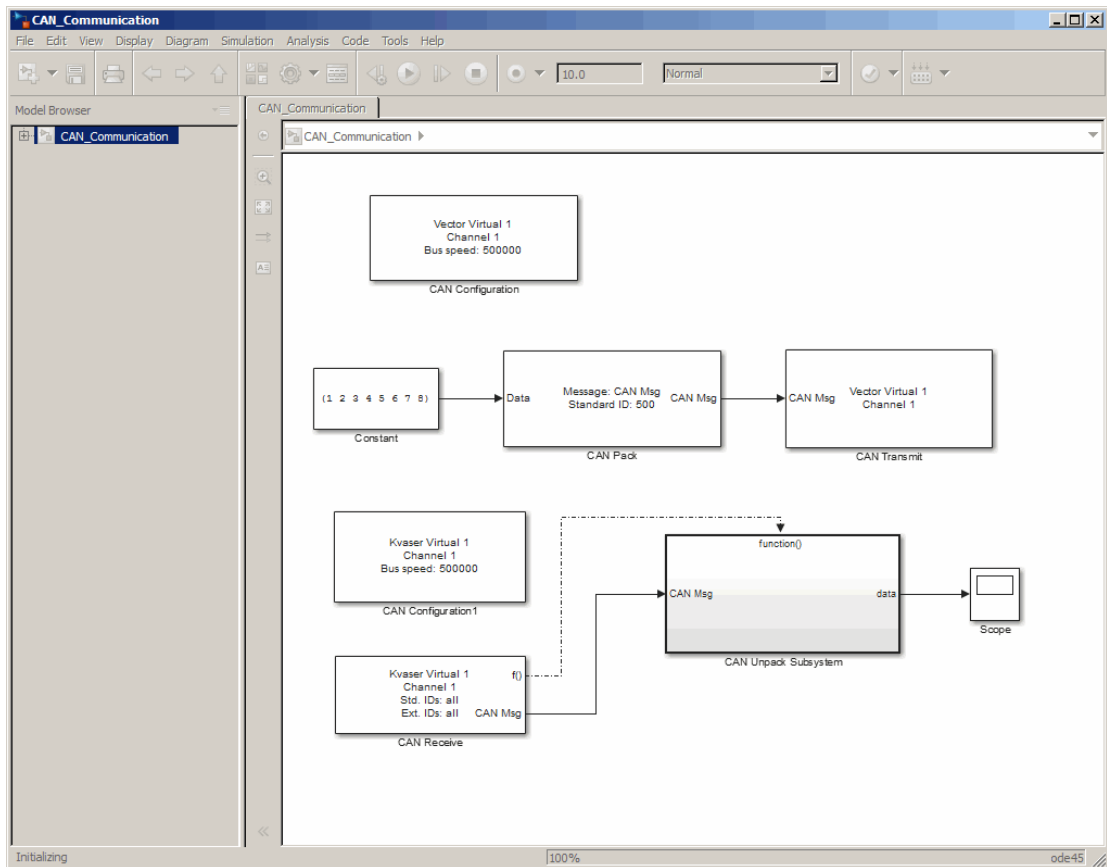 CAN_Communication
File Edit View Display Diagram Simulation Analysis Code Tools Help
10.0 Normal
Model Browser
CAN_Communication
CAN_Communication
CAN_Communication
Vector Virtual 1
Channel 1
Bus speed: 500000
CAN Configuration
(1 2 3 4 5 6 7 8)
Constant
Data
Message: CAN Msg
Standard ID: 500
CAN Msg
CAN Pack
CAN Msg
Vector Virtual 1
Channel 1
CAN Transmit
Kvaser Virtual 1
Channel 1
Bus speed: 500000
CAN Configuration1
function()
CAN Msg
data
CAN Unpack Subsystem
Scope
Kvaser Virtual 1
Channel 1
Std. IDs: all
Ext. IDs: all
f()
CAN Msg
CAN Receive
Initializing 100% ode45